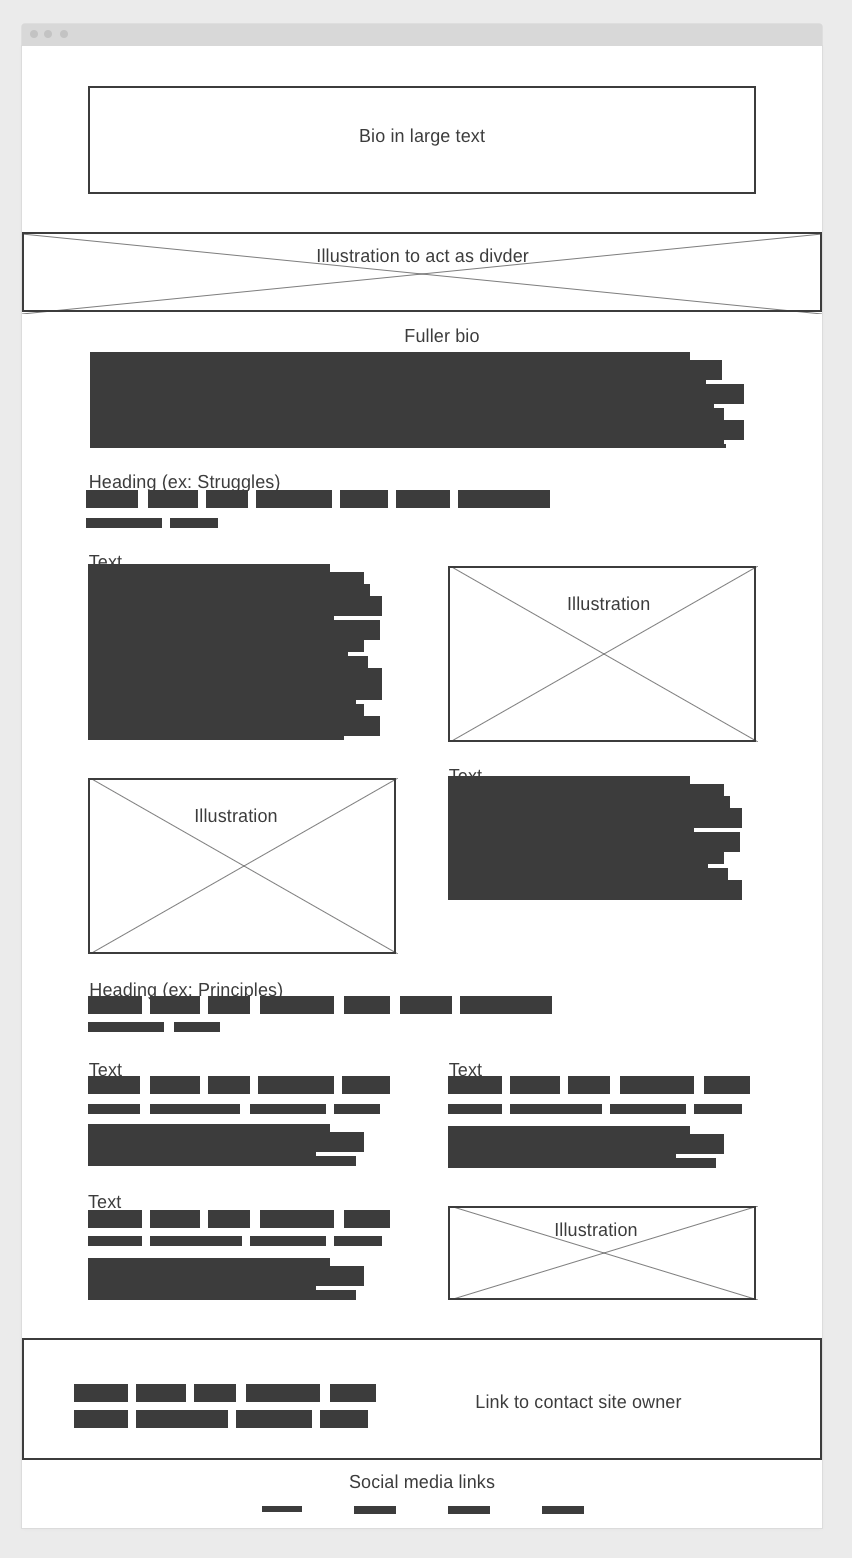 Bio in large text
Illustration to act as divder
Fuller bio
Heading (ex: Struggles)
Text
Illustration
Illustration
Text
Heading (ex: Principles)
Text
Text
Text
Illustration
Link to contact site owner
Social media links